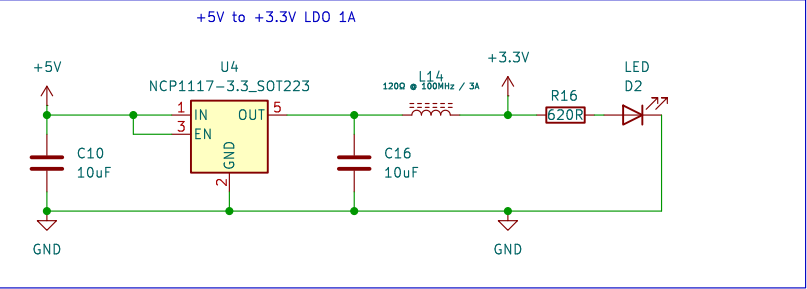 +5V to +3.3V LDO 1A
+5V
U4
NCP1117-3.3_SOT223
L14
120Ω @ 100MHz / 3A
+3.3V
LED
D2
R16
620R
1 IN
OUT 5
3 EN
GND
2
C10
10uF
C16
10uF
GND
GND